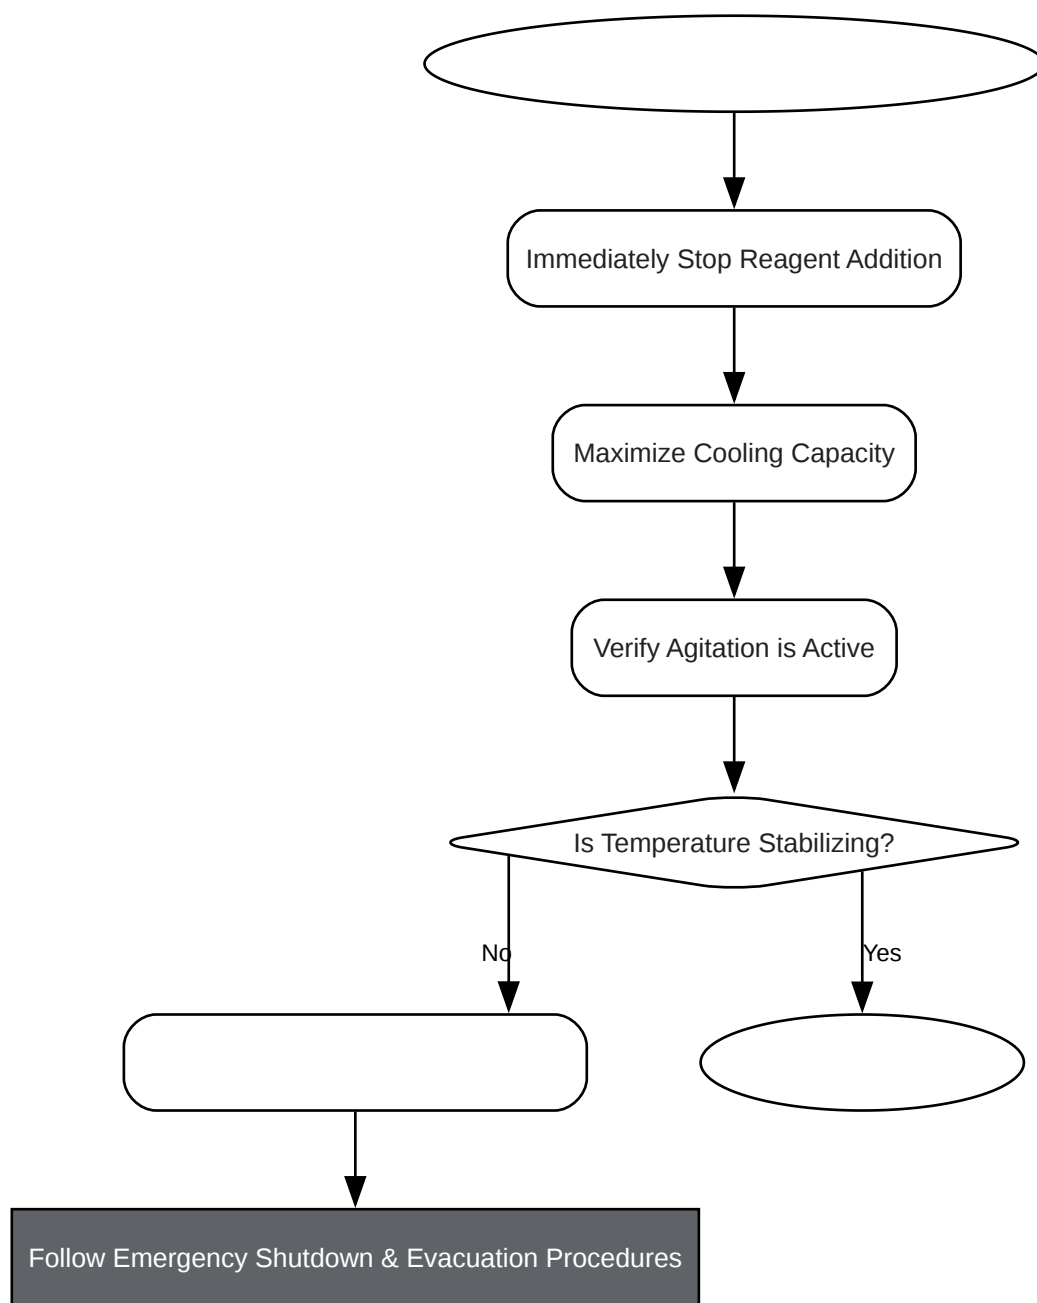 Immediately Stop Reagent Addition
Maximize Cooling Capacity
Verify Agitation is Active
Is Temperature Stabilizing?
No
Yes
Follow Emergency Shutdown & Evacuation Procedures